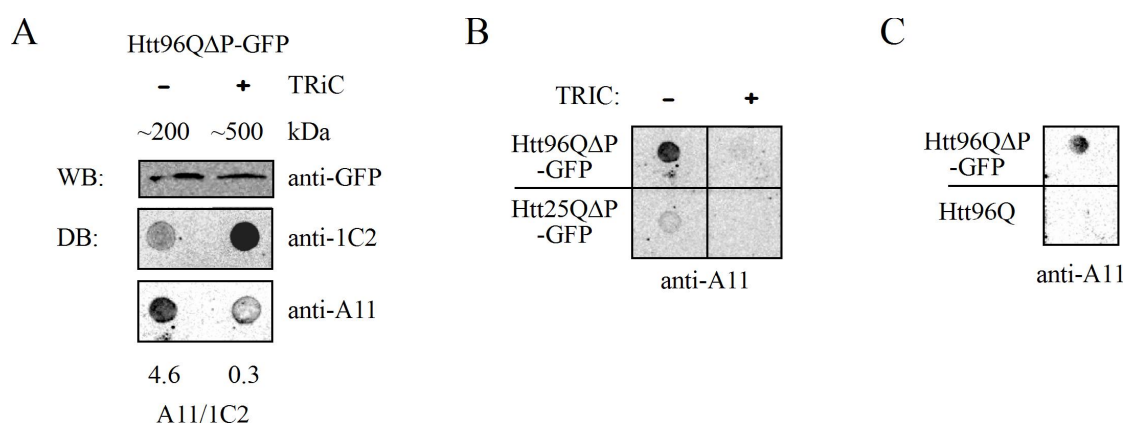 A
Htt96QΔP-GFP
- + TRiC
~200 ~500 kDa
WB: anti-GFP
DB: anti-1C2
anti-A11
4.6 0.3
A11/1C2
B
TRIC: - +
Htt96QΔP
-GFP
Htt25QΔP
-GFP
anti-A11
C
Htt96QΔP
-GFP
Htt96Q
anti-A11